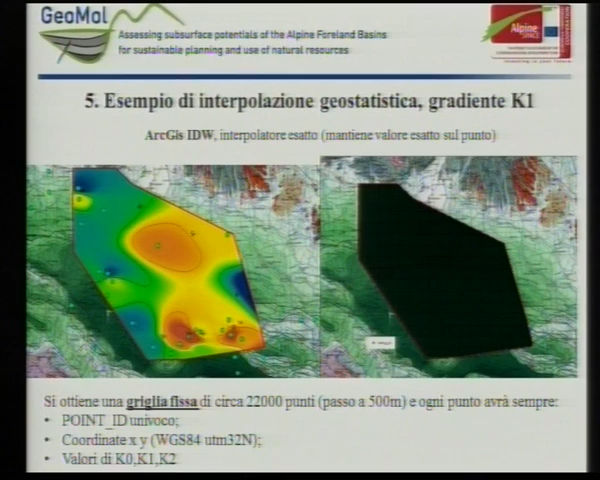 GeoMol
Assessing subsurface potentials of the Alpine Foreland Basins
for sustainable planning and use of natural resources
Alpine
SPACE
5. Esempio di interpolazione geostatistica, gradiente K1
ArcGis IDW, interpolatore esatto (mantiene valore esatto sul punto)
Si ottiene una griglia fissa di circa 22000 punti (passo a 500m) e ogni punto avrà sempre:
• POINT_ID univoco;
• Coordinate x y (WGS84 utm32N);
• Valori di K0,K1,K2